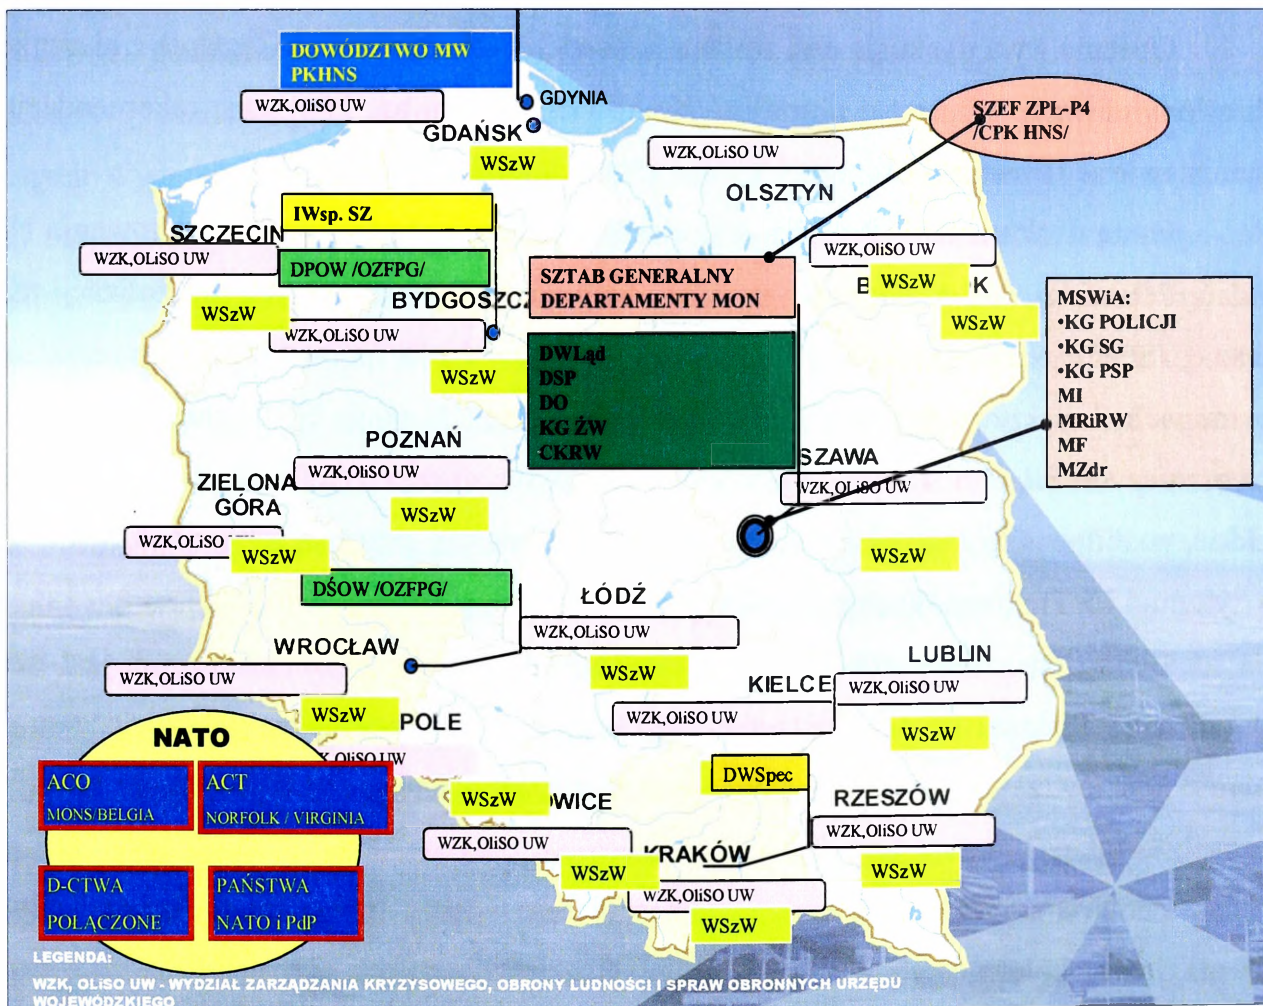 DOWÓDZTWO MW
PKHNS
WZK,OLiSO UW
GDYNIA
GDAŃSK
WSzW
SZEF ZPL-P4
/CPK HNS/
WZK,OLiSO UW
OLSZTYN
IWsp. SZ
SZCZECIN
WZK,OLiSO UW
DPOW /OZFPG/
WSzW
BYDGOSZCZ
WZK,OLiSO UW
WSzW
SZTAB GENERALNY
DEPARTAMENTY MON
DWLąd
DSP
DO
KG ŻW
CKRW
WZK,OLiSO UW
WSzW
B
K
WSzW
MSWiA:
•KG POLICJI
•KG SG
•KG PSP
MI
MRiRW
MF
MZdr
POZNAŃ
WZK,OLiSO UW
WSzW
SZAWA
WZK,OLiSO UW
WSzW
ZIELONA
GÓRA
WZK,OLiSO
WSzW
DŚOW /OZFPG/
ŁÓDŹ
WZK,OLiSO UW
WSzW
WROCŁAW
WZK,OLiSO UW
WSzW
LUBLIN
WZK,OLiSO UW
WSzW
KIELCE
WZK,OLiSO UW
POLE
K,OLiSO UW
WSzW
OWICE
WZK,OLiSO UW
WSzW
DWSpec
RZESZÓW
WZK,OLiSO UW
WSzW
KRAKÓW
WZK,OLiSO UW
WSzW
NATO
ACO
MONS/BELGIA
ACT
NORFOLK / VIRGINIA
D-CTWA
POŁĄCZONE
PAŃSTWA
NATO i PdP
LEGENDA:
WZK, OLiSO UW - WYDZIAŁ ZARZĄDZANIA KRYZYSOWEGO, OBRONY LUDNOŚCI I SPRAW OBRONNYCH URZĘDU
WOJEWÓDZKIEGO